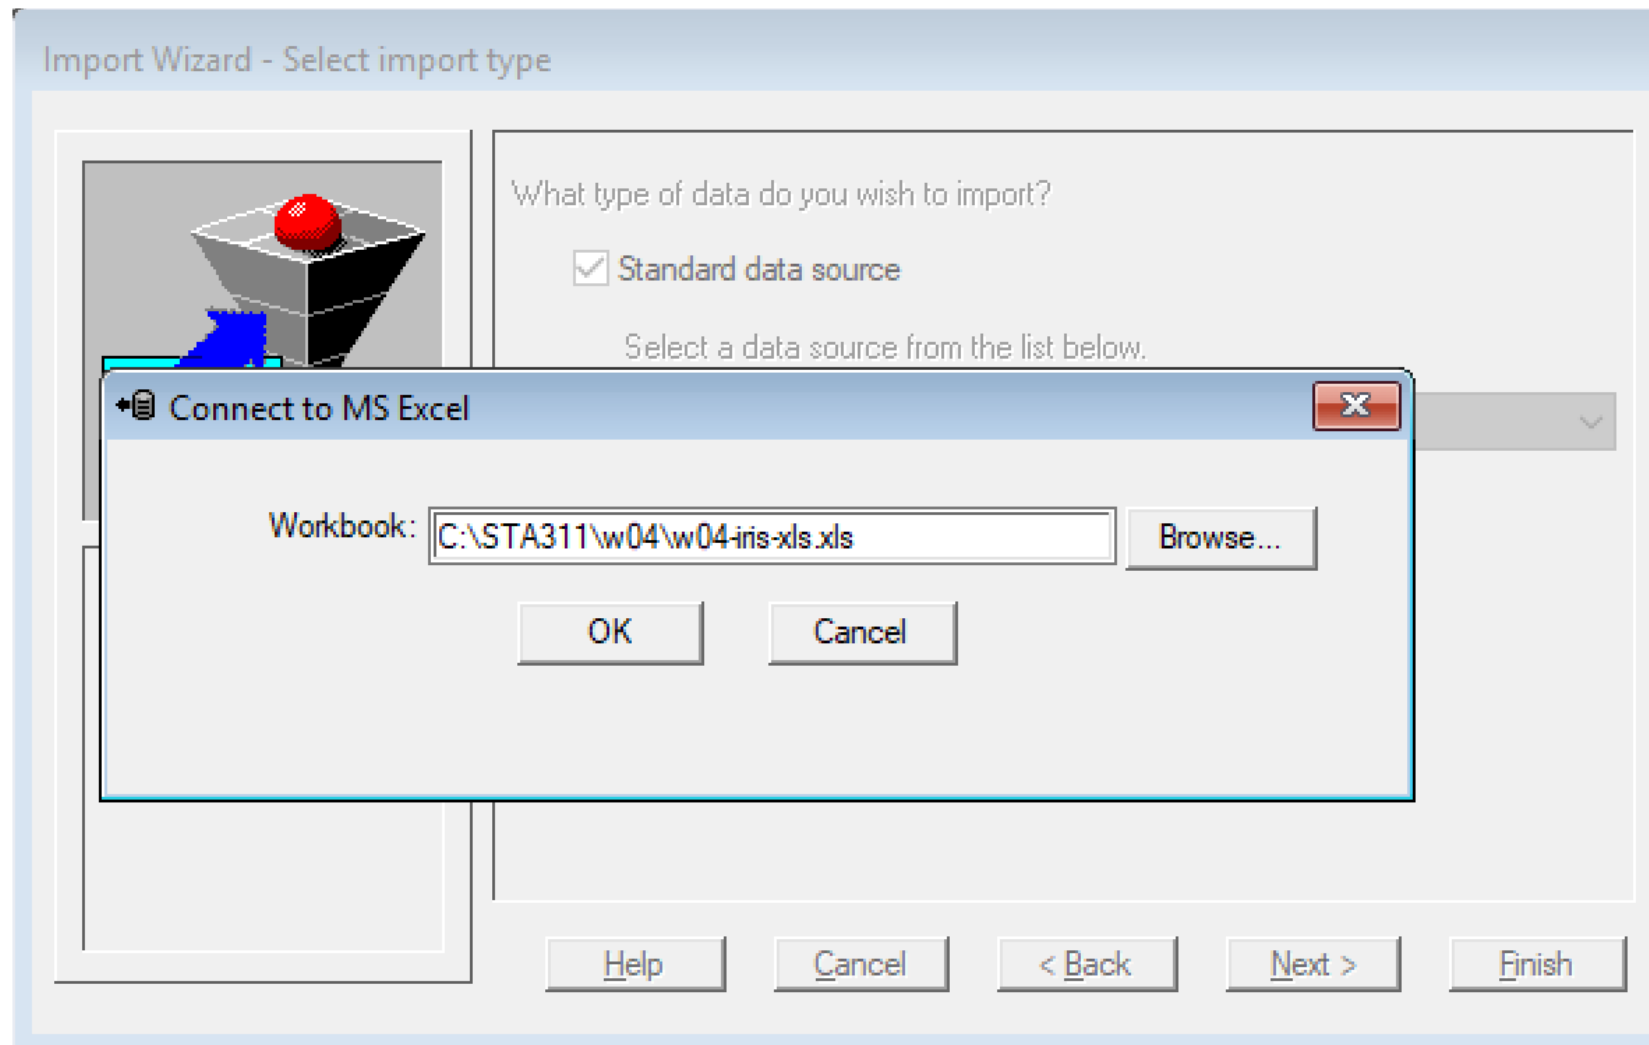 Import Wizard - Select import type
What type of data do you wish to import?
Standard data source
Select a data source from the list below.
Connect to MS Excel
Workbook: C:\STA311\w04\w04-iris-xls.xls Browse...
OK Cancel
Help Cancel < Back Next > Finish